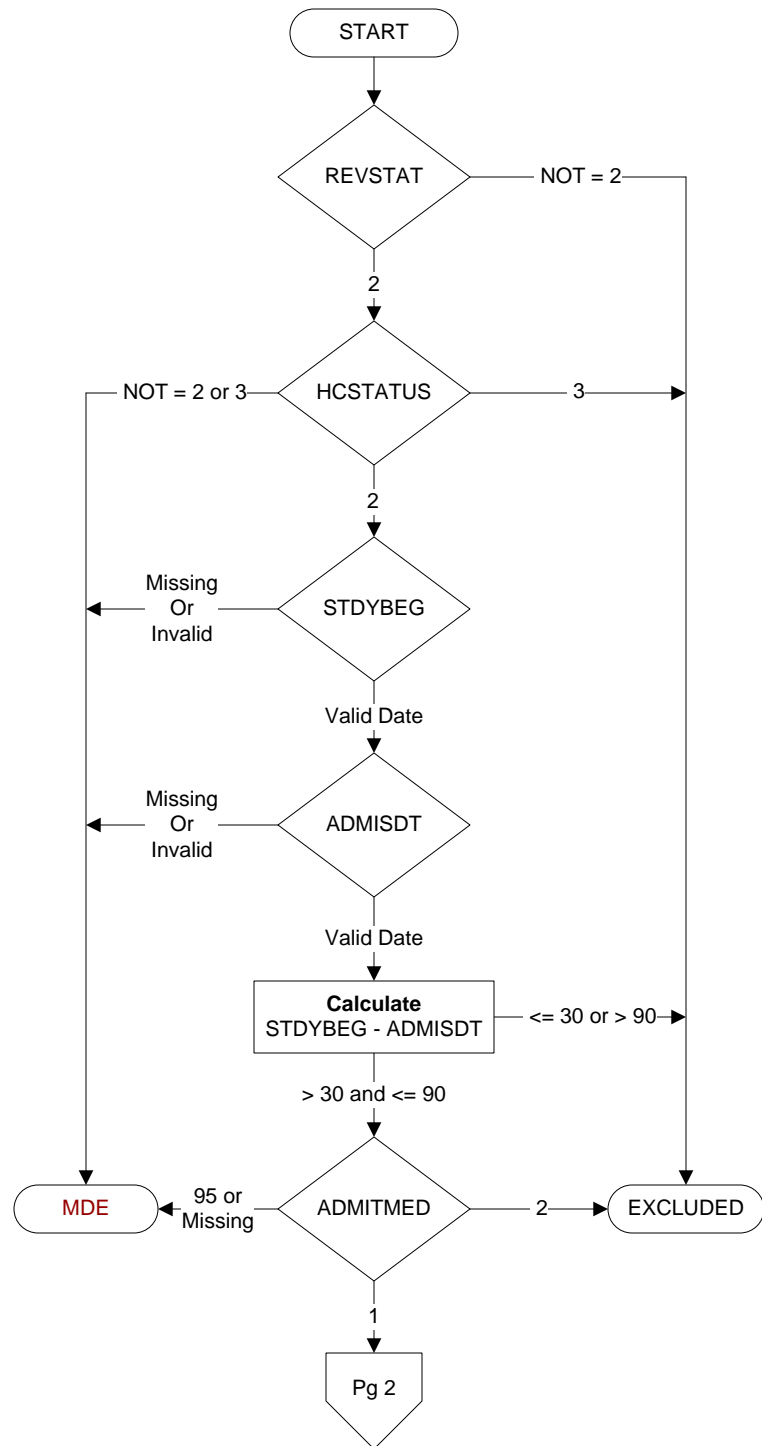 START
REVSTAT
NOT = 2
2
NOT = 2 or 3
HCSTATUS
3
2
Missing
Or
Invalid
STDYBEG
Valid Date
Missing
Or
Invalid
ADMISDT
Valid Date
Calculate
STDYBEG - ADMISDT
<= 30 or > 90
> 30 and <= 90
MDE
95 or
Missing
ADMITMED
2
EXCLUDED
1
Pg 2